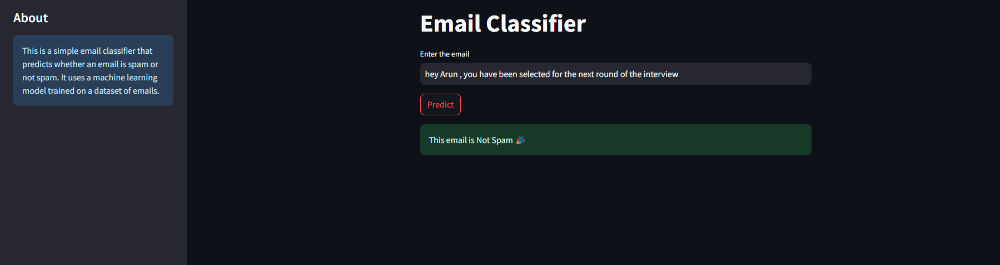 About
This is a simple email classifier that
predicts whether an email is spam or
not spam. It uses a machine learning
model trained on a dataset of emails.
Email Classifier
Enter the email
hey Arun , you have been selected for the next round of the interview
Predict
This email is Not Spam 🎉